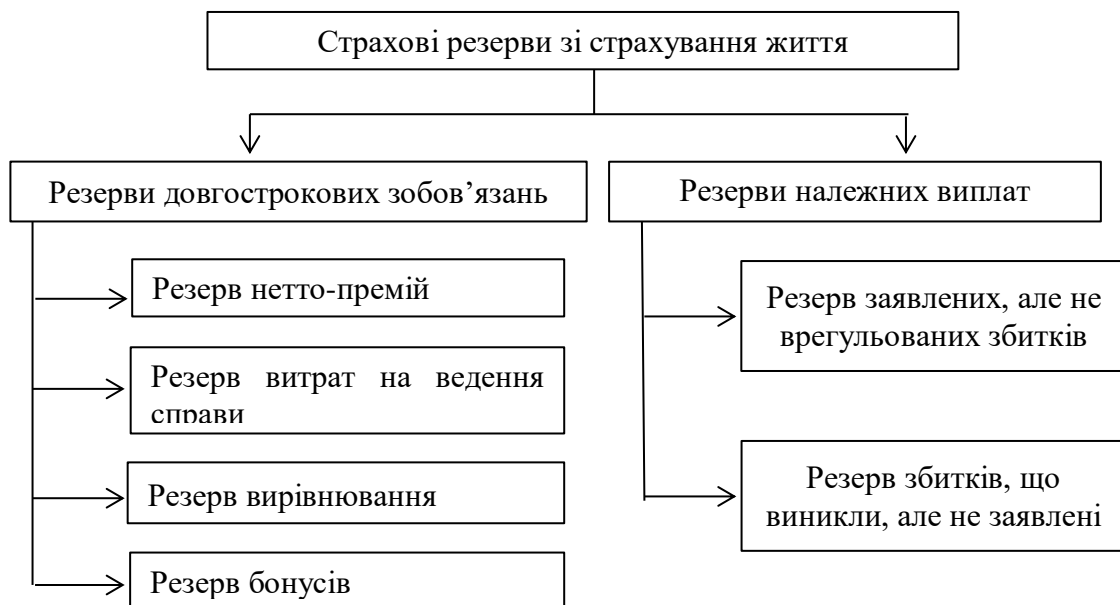 Страхові резерви зі страхування життя
Резерви довгострокових зобов’язань
Резерв нетто-премій
Резерв витрат на ведення
справи
Резерв вирівнювання
Резерв бонусів
Резерви належних виплат
Резерв заявлених, але не
врегульованих збитків
Резерв збитків, що
виникли, але не заявлені